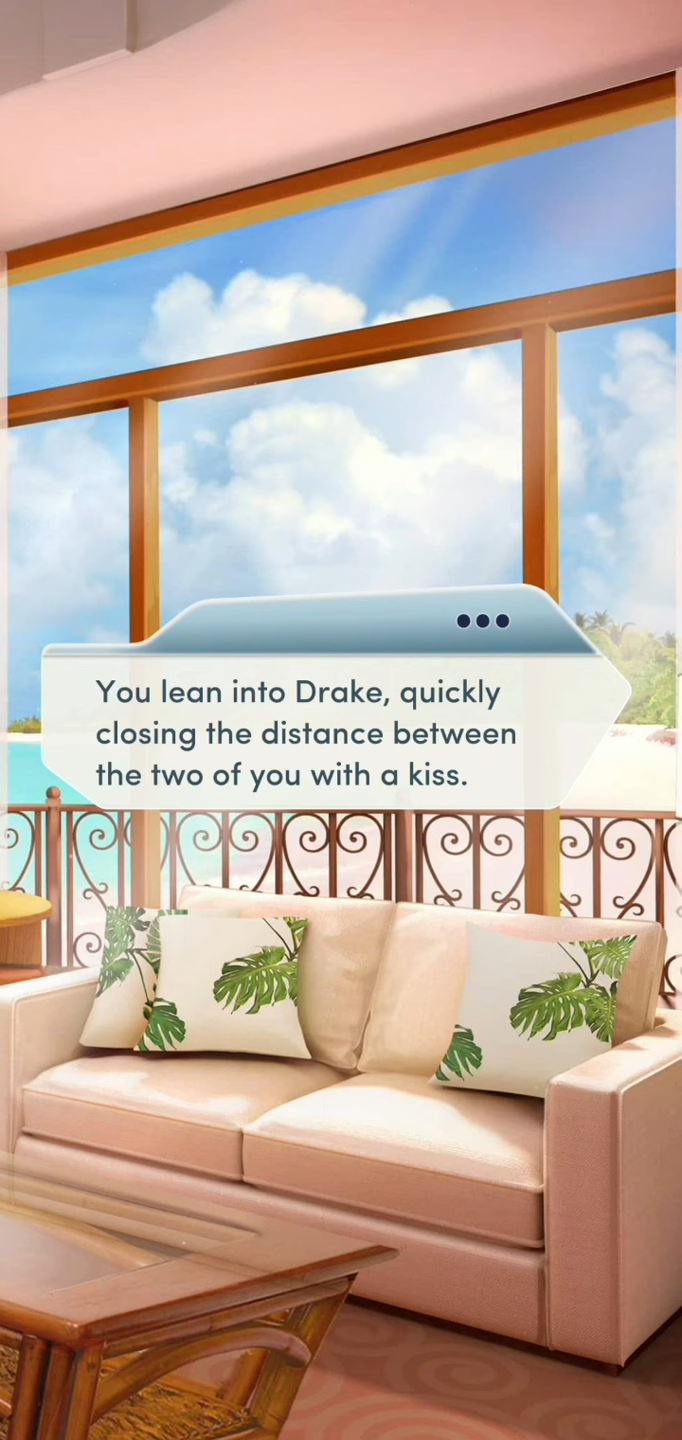 You lean into Drake, quickly
closing the distance between
the two of you with a kiss.